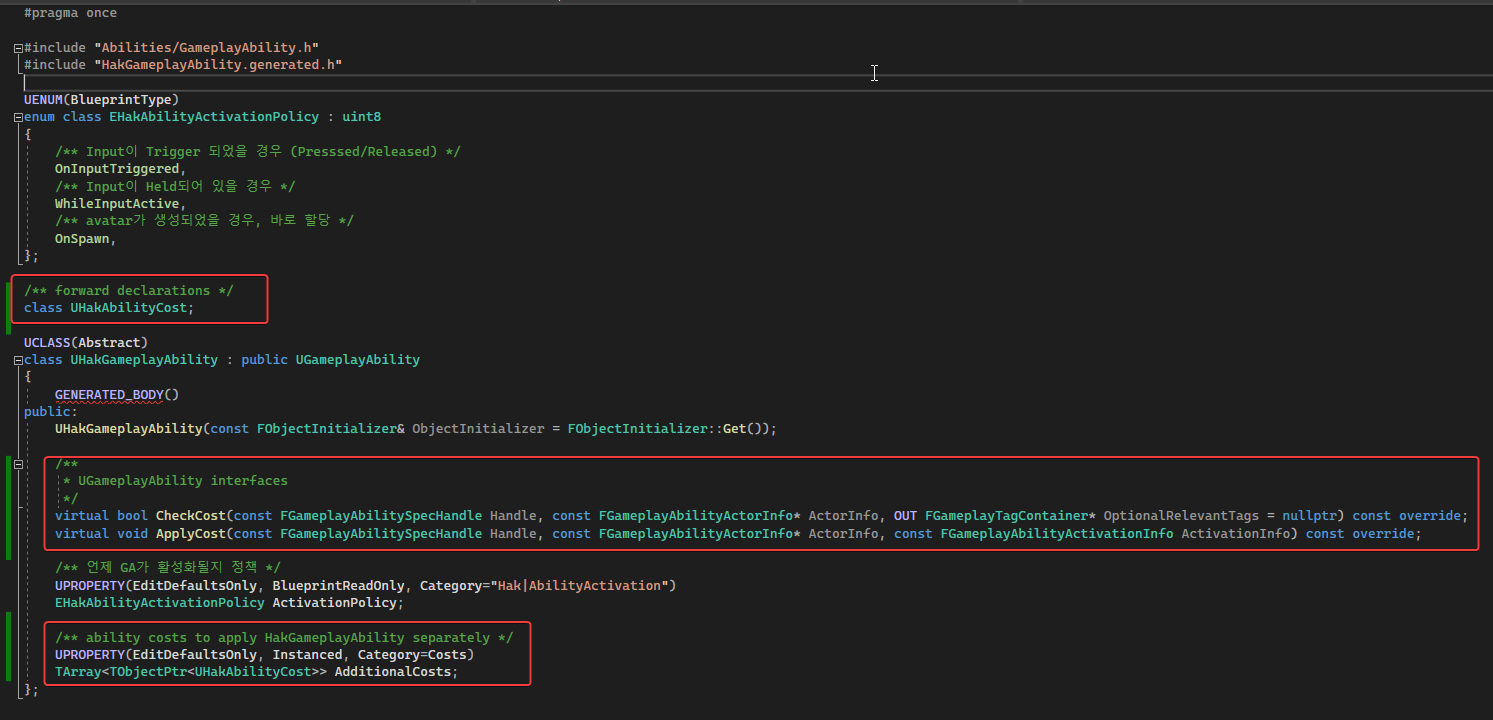 #pragma once
#include "Abilities/GameplayAbility.h"
#include "HakGameplayAbility.generated.h"
UENUM(BlueprintType)
enum class EHakAbilityActivationPolicy : uint8
{
/** Input이 Trigger 되었을 경우 (Presssed/Released) */
OnInputTriggered,
/** Input이 Held되어 있을 경우 */
WhileInputActive,
/** avatar가 생성되었을 경우, 바로 할당 */
OnSpawn,
};
/** forward declarations */
class UHakAbilityCost;
UCLASS(Abstract)
class UHakGameplayAbility : public UGameplayAbility
{
GENERATED_BODY()
public:
UHakGameplayAbility(const FObjectInitializer& ObjectInitializer = FObjectInitializer::Get());
/**
* UGameplayAbility interfaces
*/
virtual bool CheckCost(const FGameplayAbilitySpecHandle Handle, const FGameplayAbilityActorInfo* ActorInfo, OUT FGameplayTagContainer* OptionalRelevantTags = nullptr) const override;
virtual void ApplyCost(const FGameplayAbilitySpecHandle Handle, const FGameplayAbilityActorInfo* ActorInfo, const FGameplayAbilityActivationInfo ActivationInfo) const override;
/** 언제 GA가 활성화될지 정책 */
UPROPERTY(EditDefaultsOnly, BlueprintReadOnly, Category="Hak|AbilityActivation")
EHakAbilityActivationPolicy ActivationPolicy;
/** ability costs to apply HakGameplayAbility separately */
UPROPERTY(EditDefaultsOnly, Instanced, Category=Costs)
TArray<TObjectPtr<UHakAbilityCost>> AdditionalCosts;
};